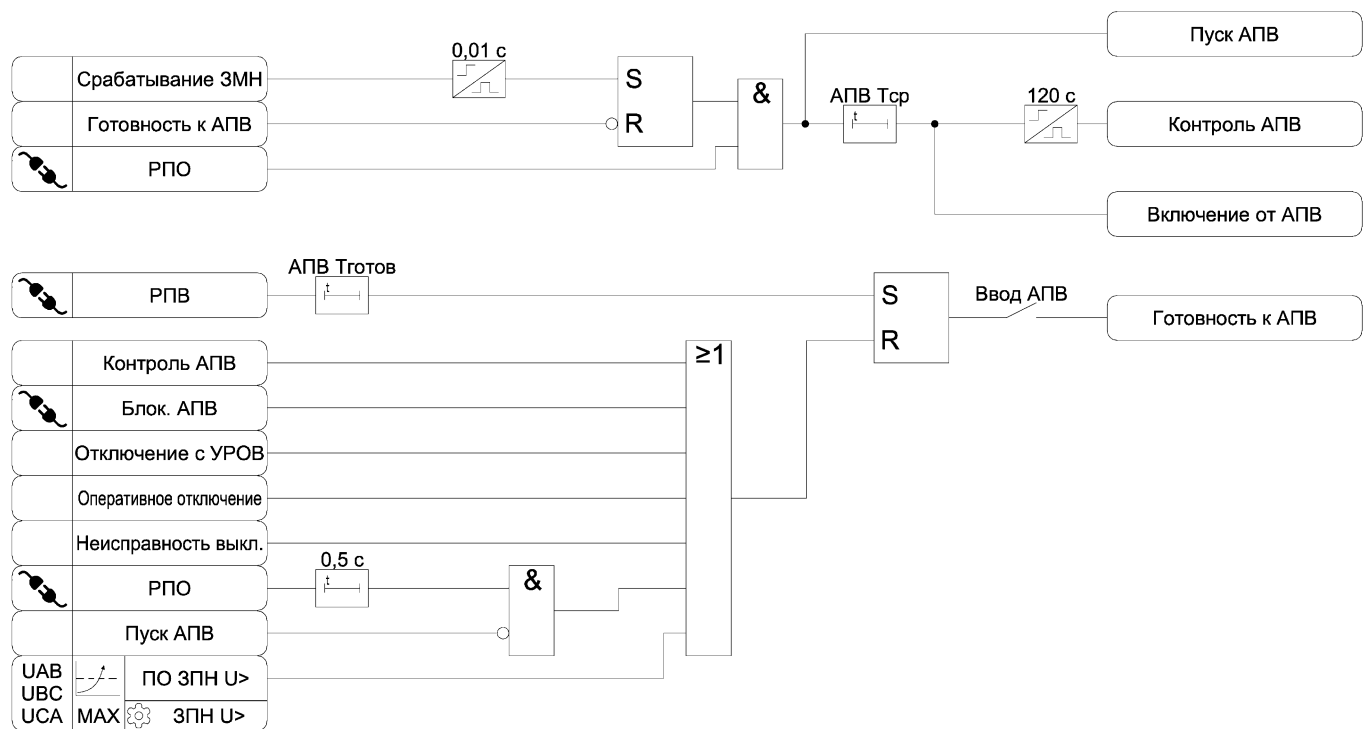 Пуск АПВ
0,01 с
Срабатывание ЗМН
S
&
АПВ Тср
120 с
Готовность к АПВ
R
Контроль АПВ
РПО
Включение от АПВ
АПВ Тготов
РПВ
S
Ввод АПВ
Готовность к АПВ
R
≥1
Контроль АПВ
Блок. АПВ
Отключение с УРОВ
Оперативное отключение
Неисправность выкл.
0,5 с
РПО
&
Пуск АПВ
UAB
UBC
UCA
MAX
ПО ЗПН U>
ЗПН U>
t
t
t